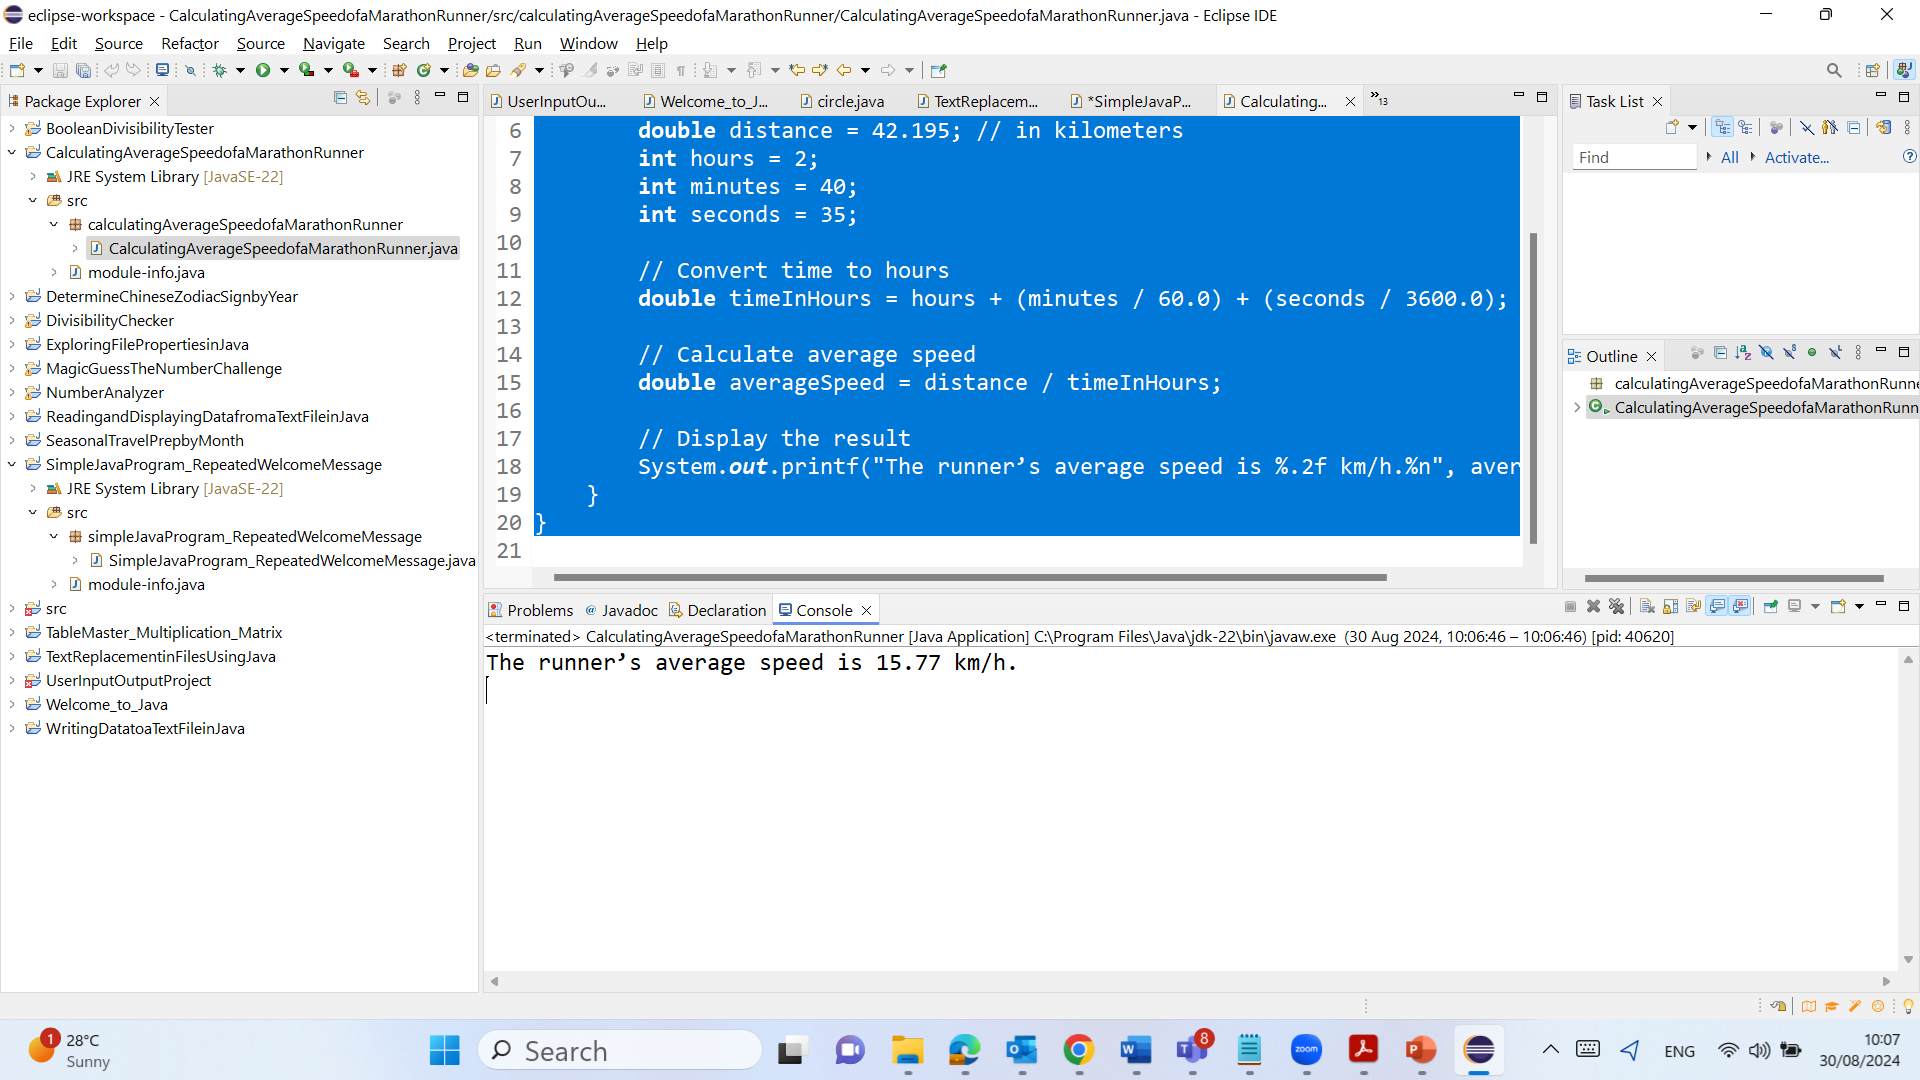 eclipse-workspace - CalculatingAverageSpeedofaMarathonRunner/src/calculatingAverageSpeedofaMarathonRunner/CalculatingAverageSpeedofaMarathonRunner.java - Eclipse IDE
File Edit Source Refactor Source Navigate Search Project Run Window Help
Package Explorer
BooleanDivisibilityTester
CalculatingAverageSpeedofaMarathonRunner
JRE System Library [JavaSE-22]
src
calculatingAverageSpeedofaMarathonRunner
CalculatingAverageSpeedofaMarathonRunner.java
module-info.java
DetermineChineseZodiacSignbyYear
DivisibilityChecker
ExploringFilePropertiesinJava
MagicGuessTheNumberChallenge
NumberAnalyzer
ReadingandDisplayingDatafromaTextFileinJava
SeasonalTravelPrepbyMonth
SimpleJavaProgram_RepeatedWelcomeMessage
JRE System Library [JavaSE-22]
src
simpleJavaProgram_RepeatedWelcomeMessage
SimpleJavaProgram_RepeatedWelcomeMessage.java
module-info.java
src
TableMaster_Multiplication_Matrix
TextReplacementinFilesUsingJava
UserInputOutputProject
Welcome_to_Java
WritingDatatoaTextFileinJava
UserInputOu... Welcome_to_J... circle.java TextReplacem... *SimpleJavaP... Calculating... »13
6 double distance = 42.195; // in kilometers
7 int hours = 2;
8 int minutes = 40;
9 int seconds = 35;
10
11 // Convert time to hours
12 double timeInHours = hours + (minutes / 60.0) + (seconds / 3600.0);
13
14 // Calculate average speed
15 double averageSpeed = distance / timeInHours;
16
17 // Display the result
18 System.out.printf("The runner’s average speed is %.2f km/h.%n", aver
19 }
20 }
21
Problems @ Javadoc Declaration Console
<terminated> CalculatingAverageSpeedofaMarathonRunner [Java Application] C:\Program Files\Java\jdk-22\bin\javaw.exe (30 Aug 2024, 10:06:46 – 10:06:46) [pid: 40620]
The runner’s average speed is 15.77 km/h.
Task List
Find All Activate...
Outline
calculatingAverageSpeedofaMarathonRunne
CalculatingAverageSpeedofaMarathonRunn
1 28°C
Sunny
Search
8
zoom
ENG
10:07
30/08/2024